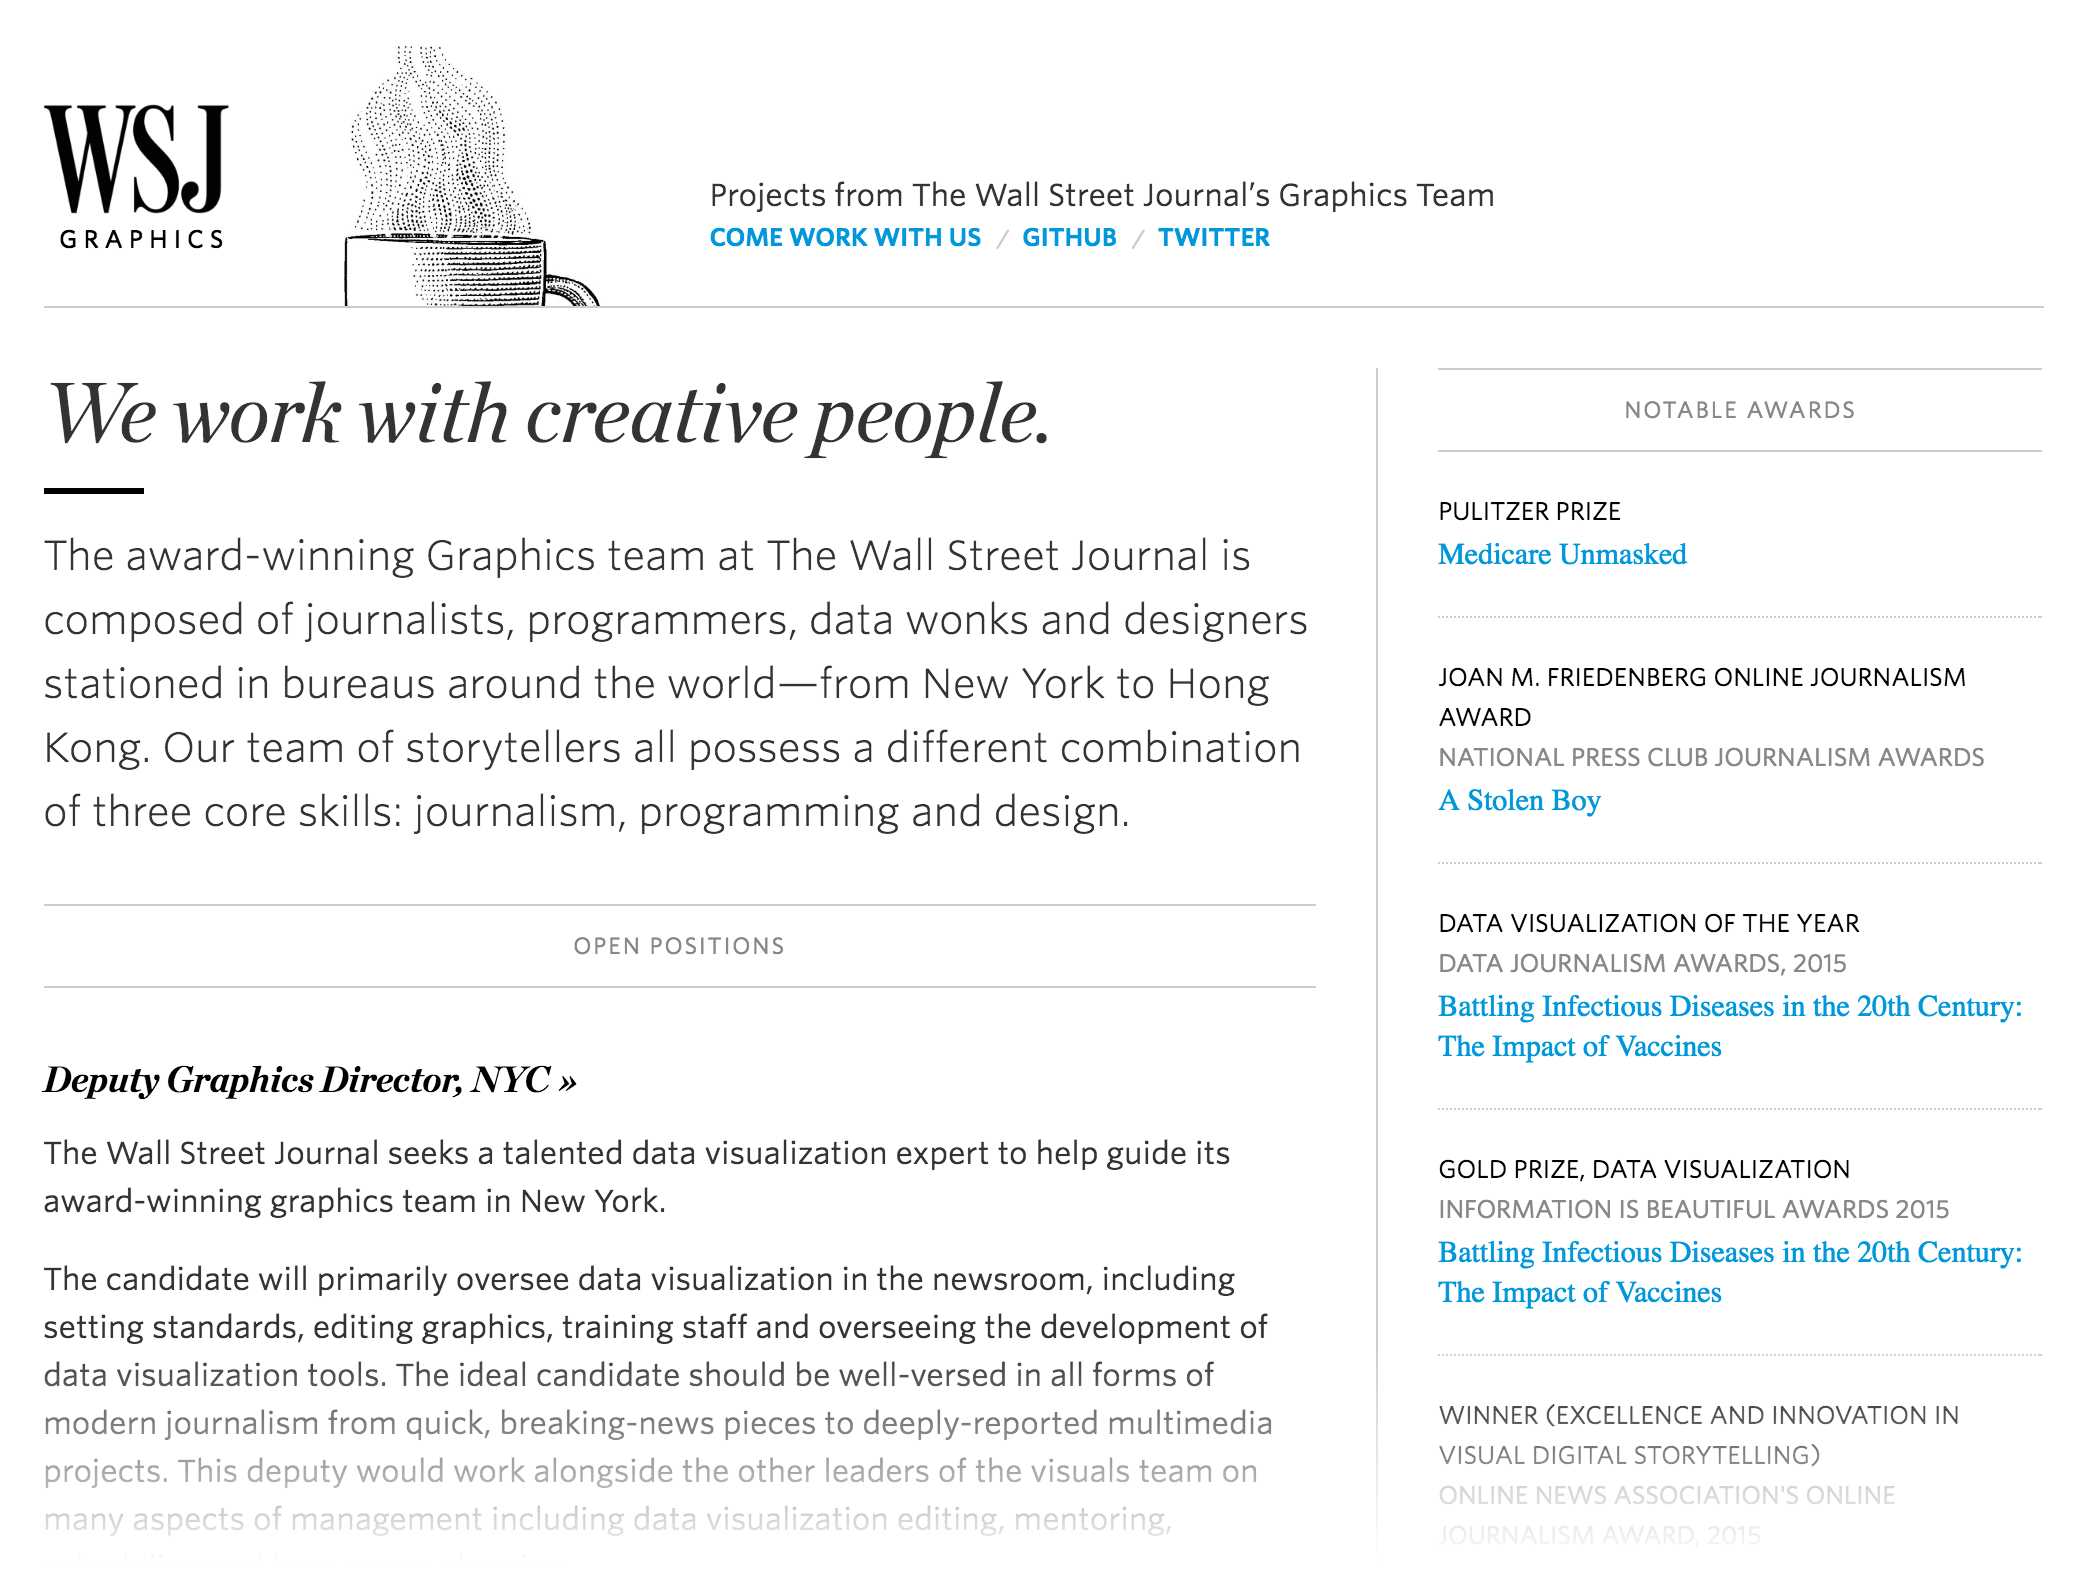 WSJ
GRAPHICS
Projects from The Wall Street Journal’s Graphics Team
COME WORK WITH US / GITHUB / TWITTER
We work with creative people.
The award-winning Graphics team at The Wall Street Journal is
composed of journalists, programmers, data wonks and designers
stationed in bureaus around the world—from New York to Hong
Kong. Our team of storytellers all possess a different combination
of three core skills: journalism, programming and design.
OPEN POSITIONS
Deputy Graphics Director, NYC »
The Wall Street Journal seeks a talented data visualization expert to help guide its
award-winning graphics team in New York.
The candidate will primarily oversee data visualization in the newsroom, including
setting standards, editing graphics, training staff and overseeing the development of
data visualization tools. The ideal candidate should be well-versed in all forms of
modern journalism from quick, breaking-news pieces to deeply-reported multimedia
projects. This deputy would work alongside the other leaders of the visuals team on
many aspects of management including data visualization editing, mentoring,
NOTABLE AWARDS
PULITZER PRIZE
Medicare Unmasked
JOAN M. FRIEDENBERG ONLINE JOURNALISM
AWARD
NATIONAL PRESS CLUB JOURNALISM AWARDS
A Stolen Boy
DATA VISUALIZATION OF THE YEAR
DATA JOURNALISM AWARDS, 2015
Battling Infectious Diseases in the 20th Century:
The Impact of Vaccines
GOLD PRIZE, DATA VISUALIZATION
INFORMATION IS BEAUTIFUL AWARDS 2015
Battling Infectious Diseases in the 20th Century:
The Impact of Vaccines
WINNER (EXCELLENCE AND INNOVATION IN
VISUAL DIGITAL STORYTELLING)
ONLINE NEWS ASSOCIATION'S ONLINE
JOURNALISM AWARD, 2015